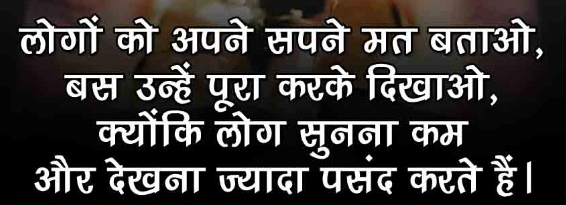 लोगों को अपने सपने मत बताओ,
बस उन्हें पूरा करके दिखाओ,
क्योंकि लोग सुनना कम
और देखना ज्यादा पसंद करते हैं।